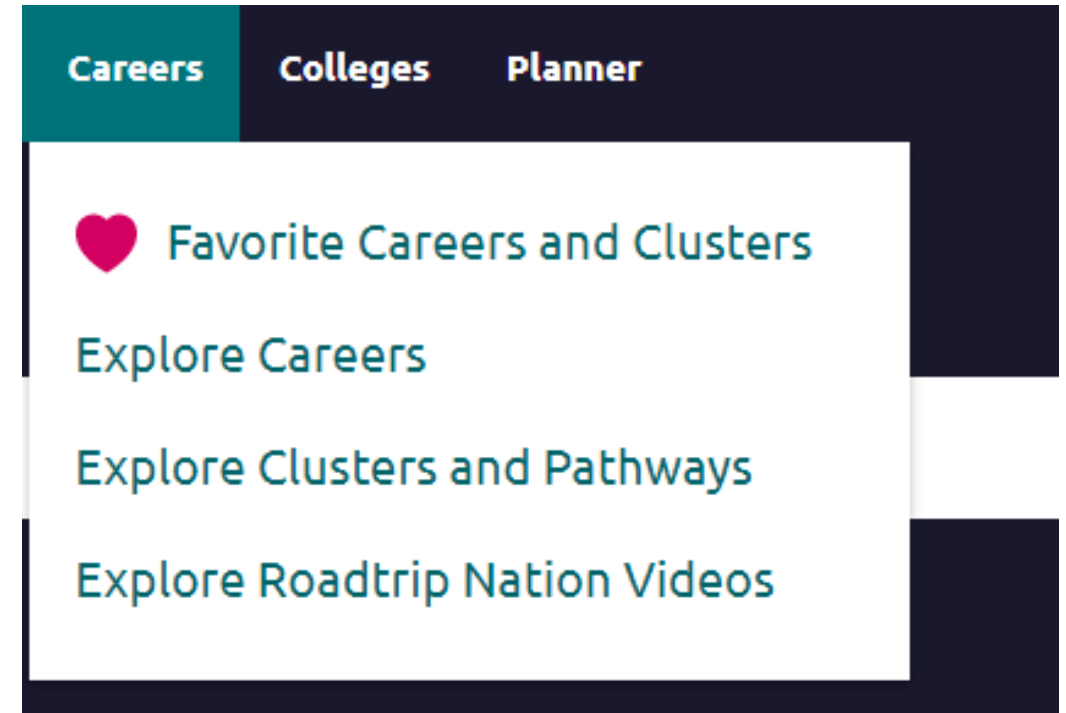 Careers Colleges Planner
Favorite Careers and Clusters
Explore Careers
Explore Clusters and Pathways
Explore Roadtrip Nation Videos